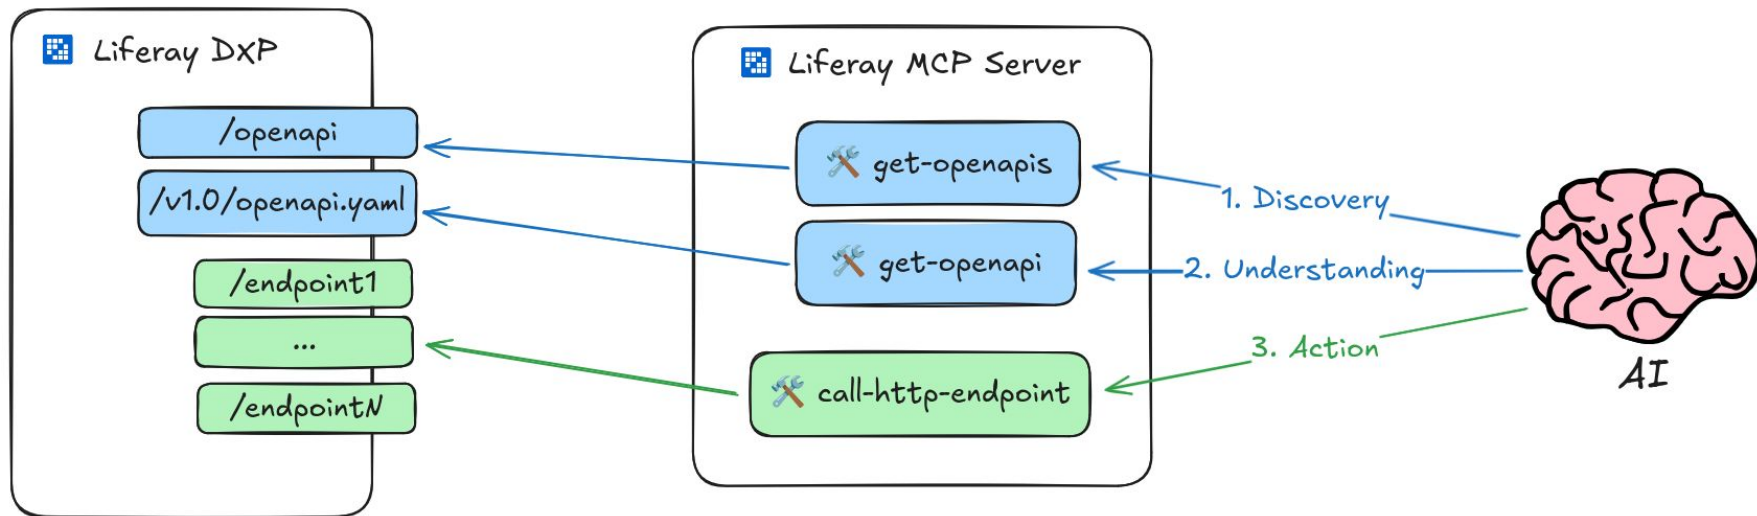 Liferay DXP
/openapi
/v1.0/openapi.yaml
/endpoint1
...
/endpointN
Liferay MCP Server
get-openapis
get-openapi
call-http-endpoint
1. Discovery
2. Understanding
3. Action
AI